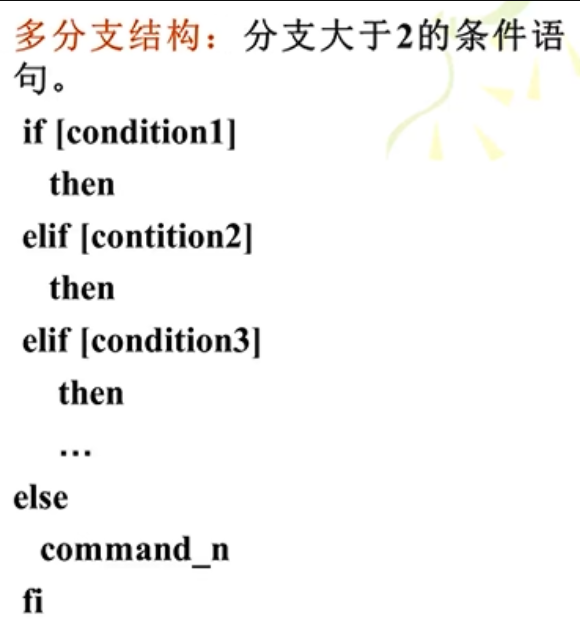 多分支结构：分支大于2的条件语
句。
if [condition1]
then
elif [contition2]
then
elif [condition3]
then
…
else
command_n
fi